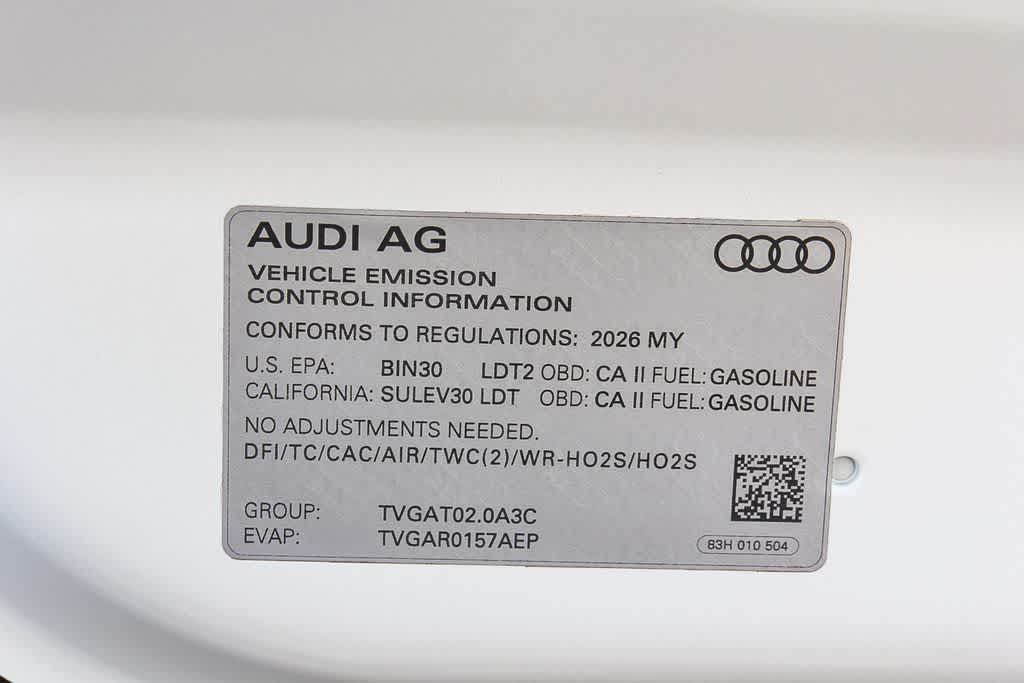 AUDI AG
VEHICLE EMISSION
CONTROL INFORMATION
CONFORMS TO REGULATIONS: 2026 MY
U.S. EPA: BIN30 LDT2 OBD: CA II FUEL: GASOLINE
CALIFORNIA: SULEV30 LDT OBD: CA II FUEL: GASOLINE
NO ADJUSTMENTS NEEDED.
DFI/TC/CAC/AIR/TWC(2)/WR-HO2S/HO2S
GROUP: TVGAT02.0A3C
EVAP: TVGAR0157AEP
83H 010 504